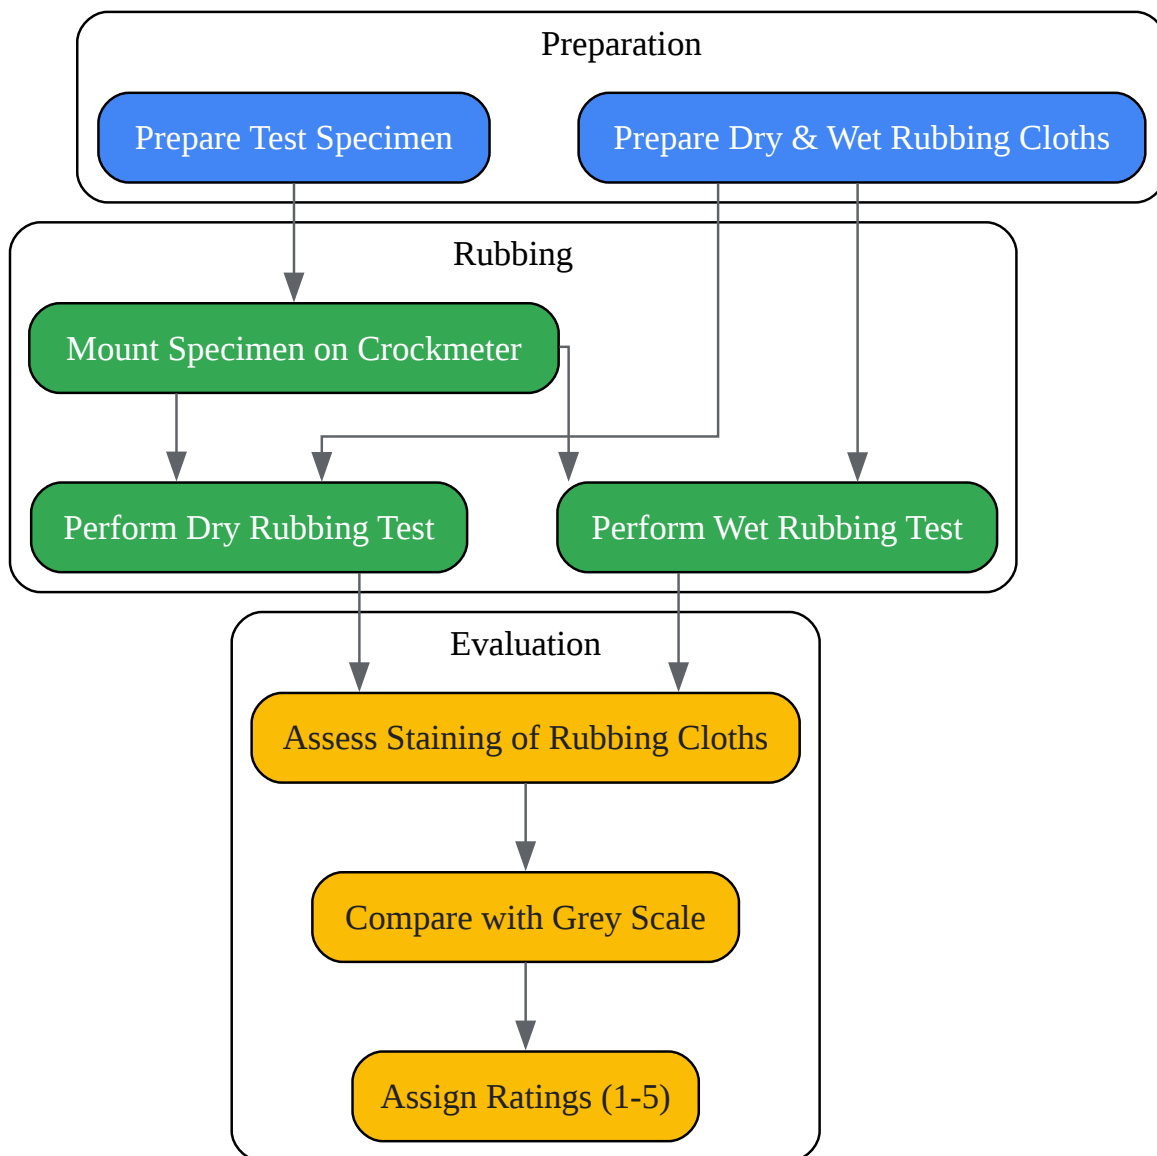 Preparation
Prepare Test Specimen
Prepare Dry & Wet Rubbing Cloths
Rubbing
Mount Specimen on Crockmeter
Perform Dry Rubbing Test
Perform Wet Rubbing Test
Evaluation
Assess Staining of Rubbing Cloths
Compare with Grey Scale
Assign Ratings (1-5)